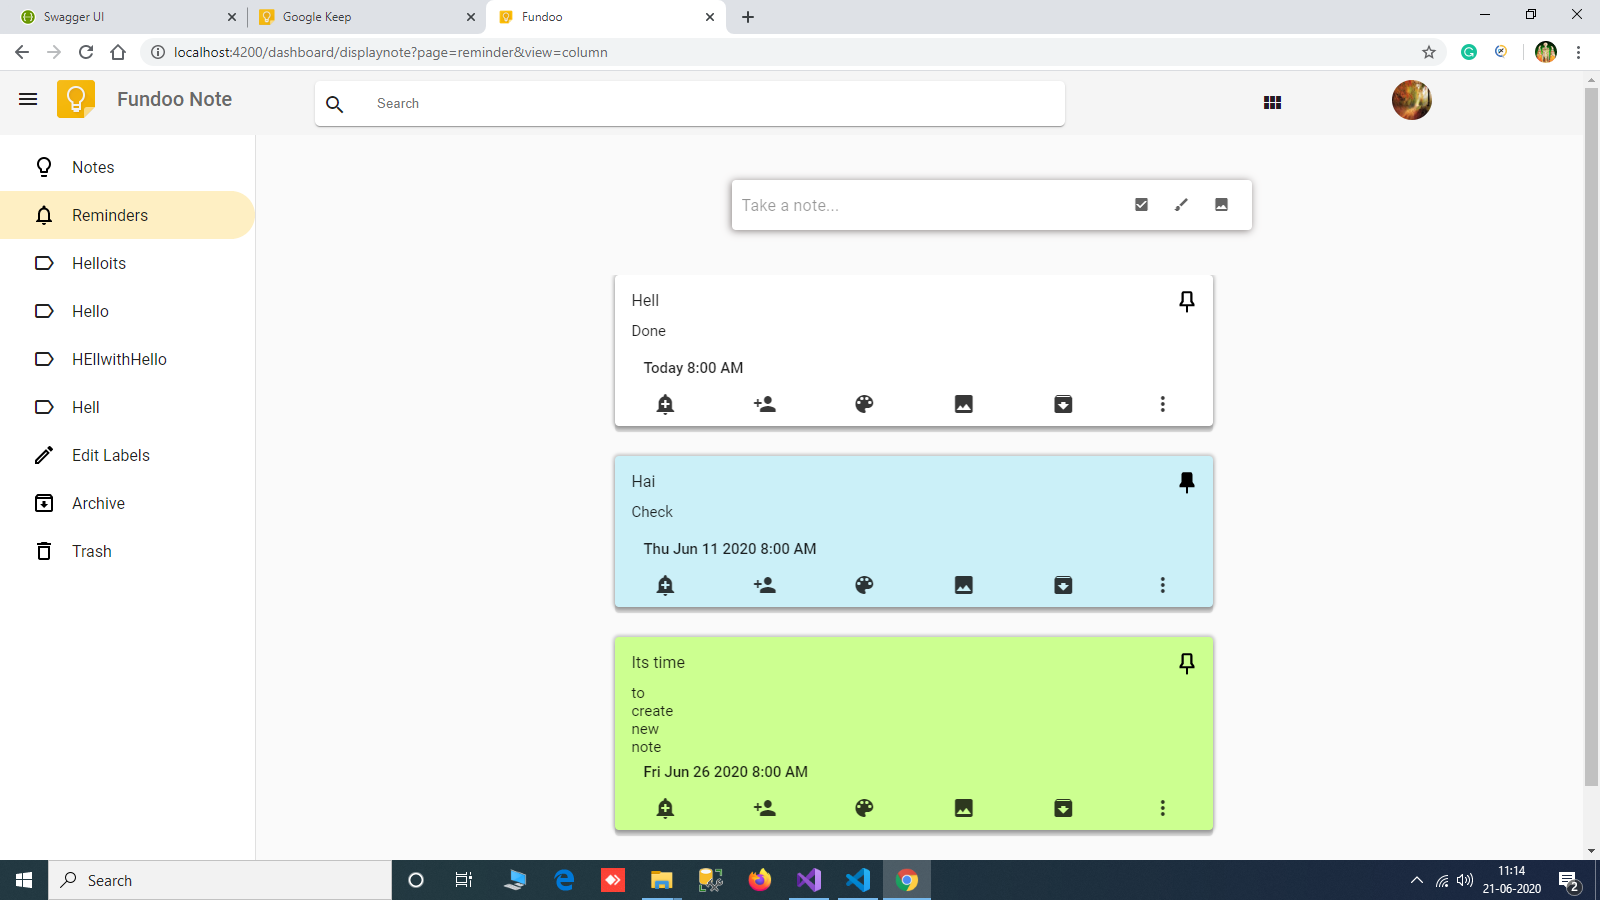 Swagger UI
Google Keep
Fundoo
localhost:4200/dashboard/displaynote?page=reminder&view=column
Fundoo Note
Search
Notes
Reminders
Helloits
Hello
HEllwithHello
Hell
Edit Labels
Archive
Trash
Take a note...
Hell
Done
Today 8:00 AM
Hai
Check
Thu Jun 11 2020 8:00 AM
Its time
to
create
new
note
Fri Jun 26 2020 8:00 AM
Search
11:14
21-06-2020
2